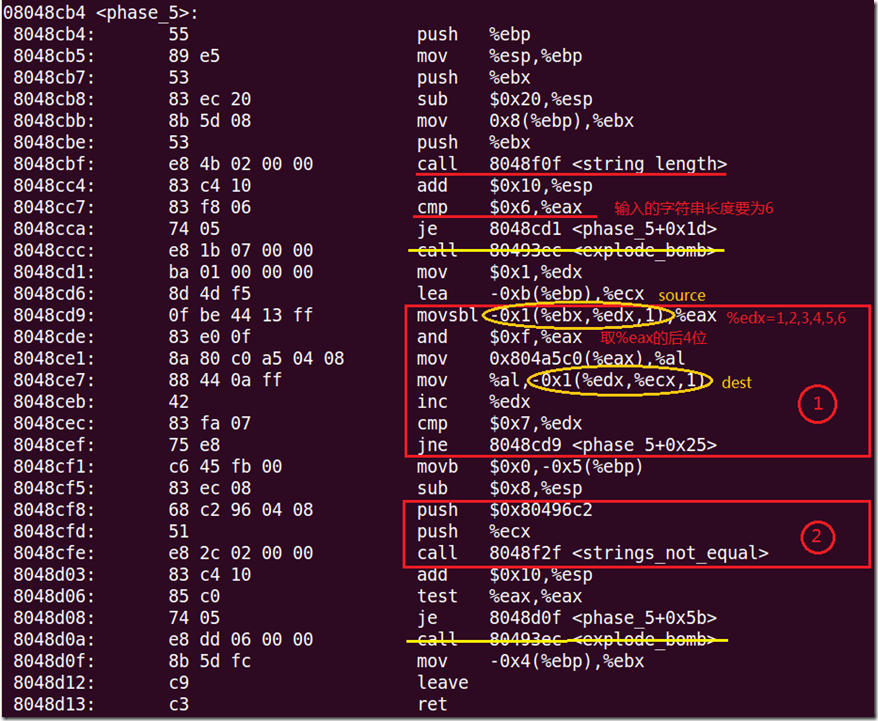 08048cb4 <phase_5>:
8048cb4: 55 push %ebp
8048cb5: 89 e5 mov %esp,%ebp
8048cb7: 53 push %ebx
8048cb8: 83 ec 20 sub $0x20,%esp
8048cbb: 8b 5d 08 mov 0x8(%ebp),%ebx
8048cbe: 53 push %ebx
8048cbf: e8 4b 02 00 00 call 8048f0f <string_length>
8048cc4: 83 c4 10 add $0x10,%esp
8048cc7: 83 f8 06 cmp $0x6,%eax 输入的字符串长度要为6
8048cca: 74 05 je 8048cd1 <phase_5+0x1d>
8048ccc: e8 1b 07 00 00 call 80493ec <explode_bomb>
8048cd1: ba 01 00 00 00 mov $0x1,%edx
8048cd6: 8d 4d f5 lea -0xb(%ebp),%ecx source
8048cd9: 0f be 44 13 ff movsbl -0x1(%ebx,%edx,1),%eax %edx=1,2,3,4,5,6
8048cde: 83 e0 0f and $0xf,%eax 取%eax的后4位
8048ce1: 8a 80 c0 a5 04 08 mov 0x804a5c0(%eax),%al
8048ce7: 88 44 0a ff mov %al,-0x1(%edx,%ecx,1) dest
8048ceb: 42 inc %edx
1
8048cec: 83 fa 07 cmp $0x7,%edx
8048cef: 75 e8 jne 8048cd9 <phase_5+0x25>
8048cf1: c6 45 fb 00 movb $0x0,-0x5(%ebp)
8048cf5: 83 ec 08 sub $0x8,%esp
8048cf8: 68 c2 96 04 08 push $0x80496c2
8048cfd: 51 push %ecx
2
8048cfe: e8 2c 02 00 00 call 8048f2f <strings_not_equal>
8048d03: 83 c4 10 add $0x10,%esp
8048d06: 85 c0 test %eax,%eax
8048d08: 74 05 je 8048d0f <phase_5+0x5b>
8048d0a: e8 dd 06 00 00 call 80493ec <explode_bomb>
8048d0f: 8b 5d fc mov -0x4(%ebp),%ebx
8048d12: c9 leave
8048d13: c3 ret